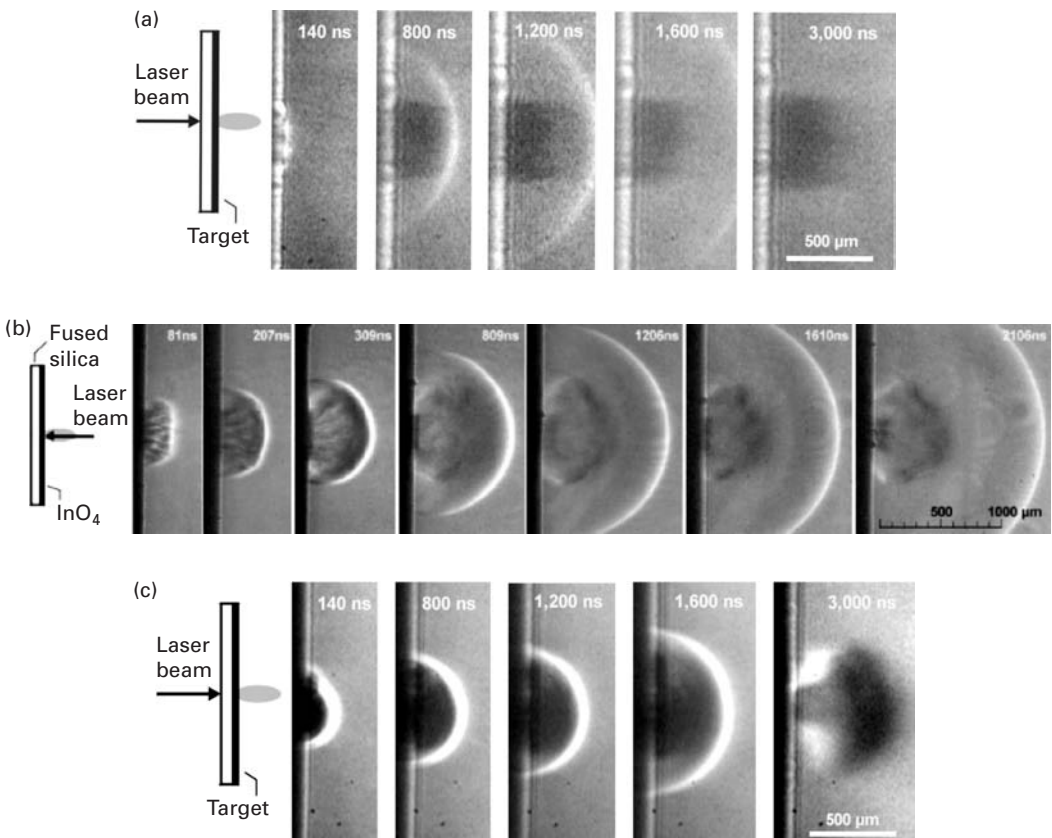 (a)
140 ns
800 ns
1,200 ns
1,600 ns
3,000 ns
Laser
beam
Target
500 µm
(b)
Fused
silica
Laser
beam
InO4
81ns
207ns
309ns
809ns
1206ns
1610ns
2106ns
500
1000 µm
(c)
140 ns
800 ns
1,200 ns
1,600 ns
3,000 ns
Laser
beam
Target
500 µm